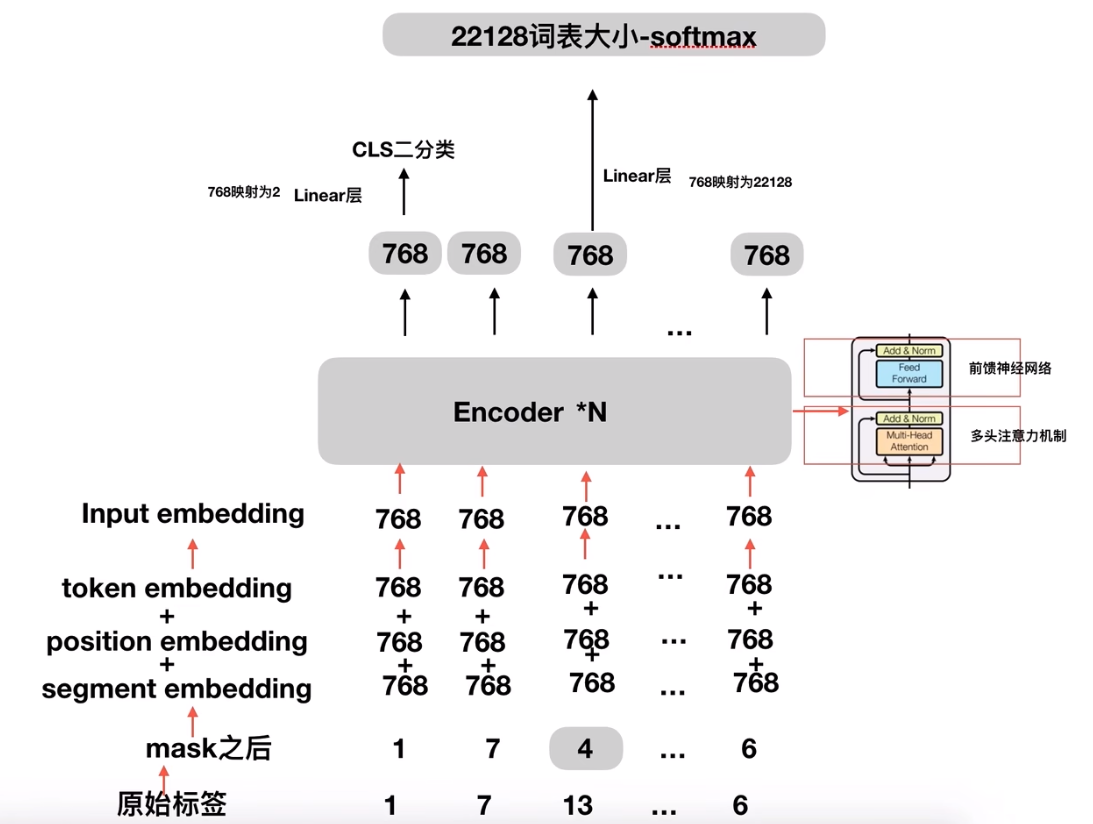 22128词表大小-softmax
CLS二分类
768映射为2 Linear层
Linear层 768映射为22128
768 768 768 768
...
Add & Norm
Feed
Forward
前馈神经网络
Add & Norm
Multi-Head
Attention
多头注意力机制
Encoder *N
Input embedding 768 768 768 ... 768
token embedding 768 768 768 ... 768
+ + + + +
position embedding 768 768 768 ... 768
+ + + + +
segment embedding 768 768 768 ... 768
mask之后 1 7 4 ... 6
原始标签 1 7 13 ... 6